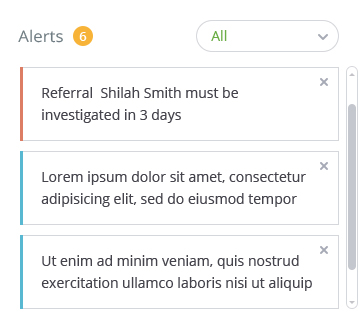 Alerts 6
All
Referral  Shilah Smith must be
investigated in 3 days
Lorem ipsum dolor sit amet, consectetur
adipisicing elit, sed do eiusmod tempor
Ut enim ad minim veniam, quis nostrud
exercitation ullamco laboris nisi ut aliquip